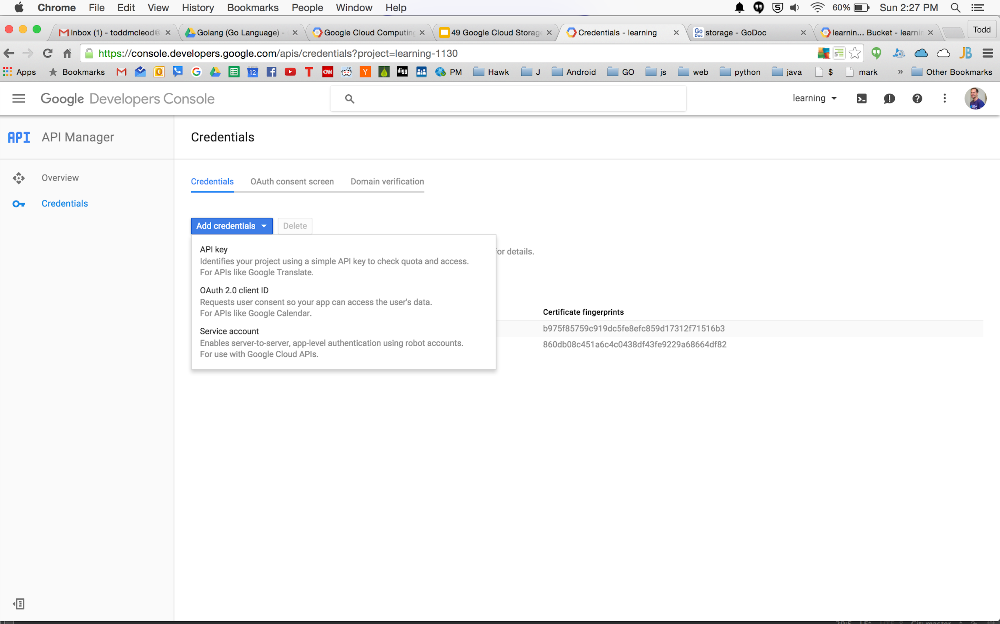 Chrome File Edit View History Bookmarks People Window Help 60% Sun 2:27 PM
Inbox (1) - toddmcleod@ Golang (Go Language) - Google Cloud Computing 49 Google Cloud Storage Credentials - learning storage - GoDoc learnin... Bucket - learnin Todd
https://console.developers.google.com/apis/credentials?project=learning-1130
Apps Bookmarks 12 CNN digg PM Hawk J Android GO js web python java $ mark » Other Bookmarks
Google Developers Console learning
API API Manager
Credentials
Overview
Credentials
Credentials OAuth consent screen Domain verification
Add credentials Delete
API key
Identifies your project using a simple API key to check quota and access.
For APIs like Google Translate.
or details.
OAuth 2.0 client ID
Requests user consent so your app can access the user's data.
For APIs like Google Calendar.
Service account
Enables server-to-server, app-level authentication using robot accounts.
For use with Google Cloud APIs.
Certificate fingerprints
b975f85759c919dc5fe8efc859d17312f71516b3
860db08c451a6c4c0438df43fe9229a68664df82